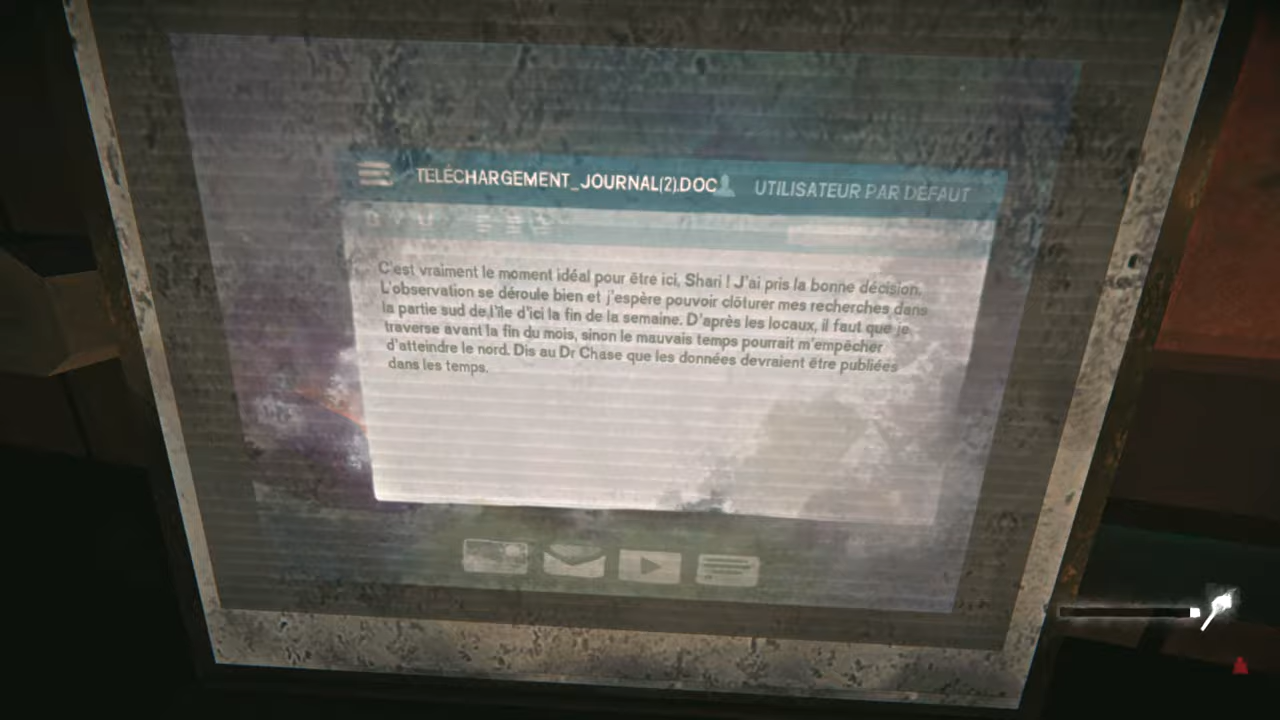 TELÉCHARGEMENT_JOURNAL(2).DOC
UTILISATEUR PAR DÉFAUT
C'est vraiment le moment idéal pour être ici, Shari ! J'ai pris la bonne décision.
L'observation se déroule bien et j'espère pouvoir clôturer mes recherches dans
la partie sud de l'île d'ici la fin de la semaine. D'après les locaux, il faut que je
traverse avant la fin du mois, sinon le mauvais temps pourrait m'empêcher
d'atteindre le nord. Dis au Dr Chase que les données devraient être publiées
dans les temps.